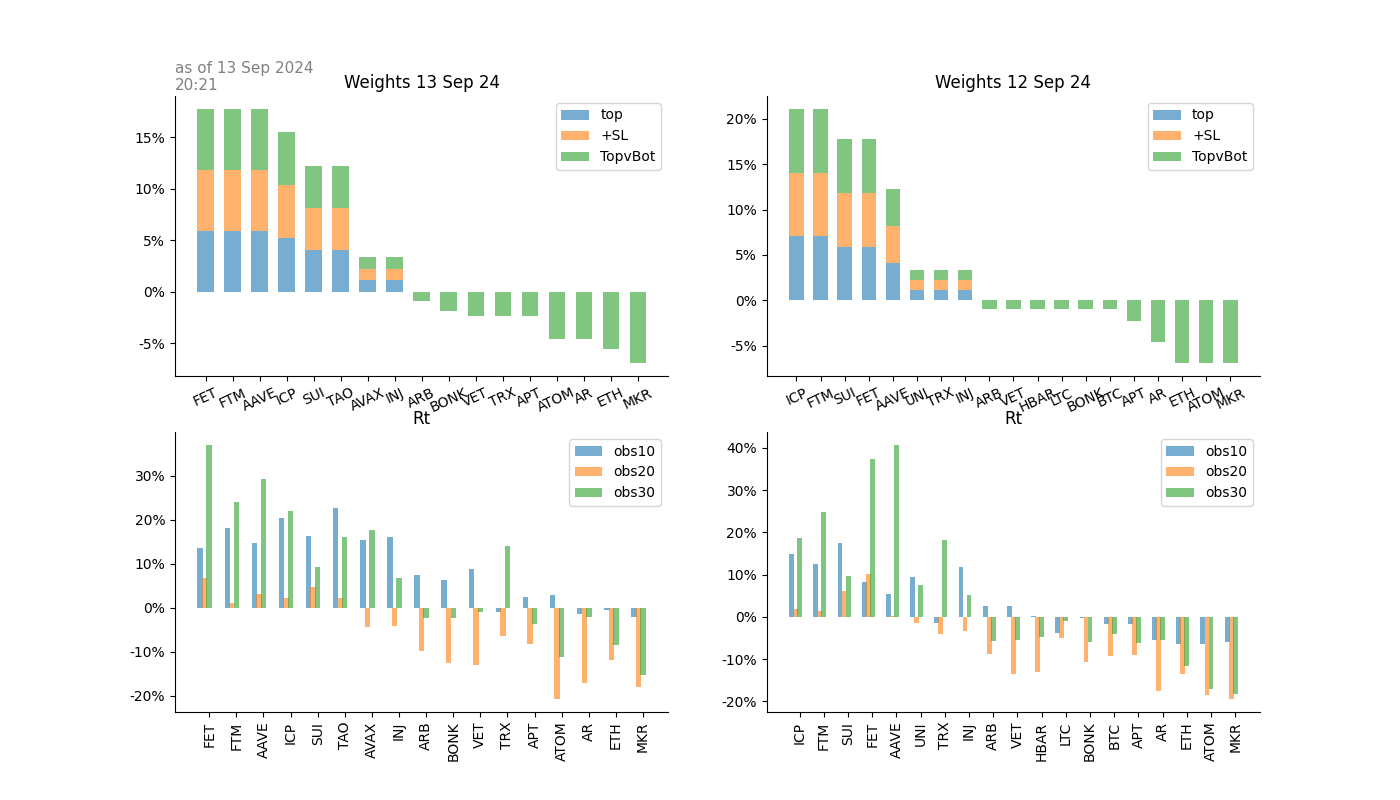 as of 13 Sep 2024
20:21
Weights 13 Sep 24
15%
10%
5%
0%
-5%
top
+SL
TopvBot
FET FTM AAVE ICP SUI TAO AVAX INJ ARB BONK VET TRX APT ATOM AR ETH MKR
Weights 12 Sep 24
20%
15%
10%
5%
0%
-5%
top
+SL
TopvBot
ICP FTM SUI FET AAVE UNI TRX INJ ARB VET HBAR LTC BONK BTC APT AR ETH ATOM MKR
Rt
30%
20%
10%
0%
-10%
-20%
obs10
obs20
obs30
FET FTM AAVE ICP SUI TAO AVAX INJ ARB BONK VET TRX APT ATOM AR ETH MKR
Rt
40%
30%
20%
10%
0%
-10%
-20%
obs10
obs20
obs30
ICP FTM SUI FET AAVE UNI TRX INJ ARB VET HBAR LTC BONK BTC APT AR ETH ATOM MKR